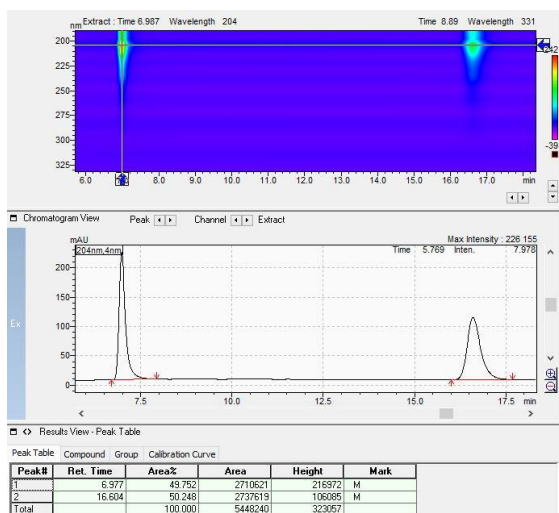 nm Extract : Time 6.987 Wavelength 204 Time 8.89 Wavelength 331
200
225
250
275
300
325
242
-39
6.0 7.0 8.0 9.0 10.0 11.0 12.0 13.0 14.0 15.0 16.0 17.0 min
Chromatogram View Peak Channel Extract
mAU Max Intensity : 226 155
204nm,4nm Time 5.769 Inten. 7.978
200
150
100
50
0
7.5 10.0 12.5 15.0 17.5 min
Ex
Results View - Peak Table
Peak Table Compound Group Calibration Curve
Peak# Ret. Time Area% Area Height Mark
1 6.977 49.752 2710621 216972 M
2 16.604 50.248 2737619 106085 M
Total 100.000 5448240 323057